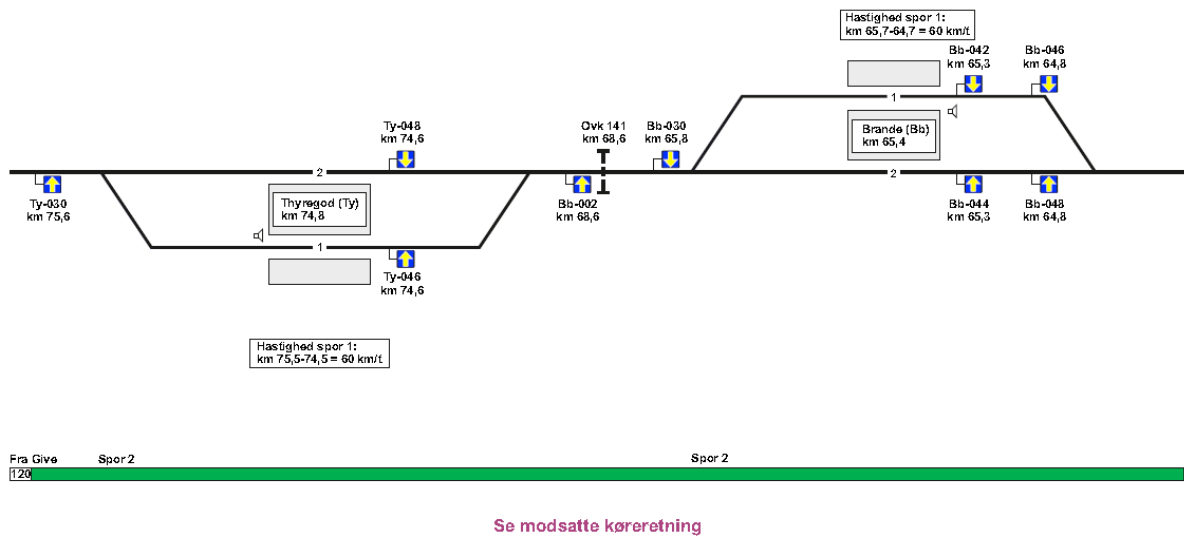 Hastighed spor 1:
km 65,7-64,7 = 60 km/t
Bb-042
km 65,3
Bb-046
km 64,8
1
Ty-048
km 74,6
Ovk 141
km 68,6
Bb-030
km 65,8
Brande (Bb)
km 65,4
2
2
Ty-030
km 75,6
Thyregod (Ty)
km 74,8
Bb-002
km 68,6
Bb-044
km 65,3
Bb-048
km 64,8
1
Ty-046
km 74,6
Hastighed spor 1:
km 75,5-74,5 = 60 km/t
Fra Give
Spor 2
Spor 2
120
Se modsatte køreretning